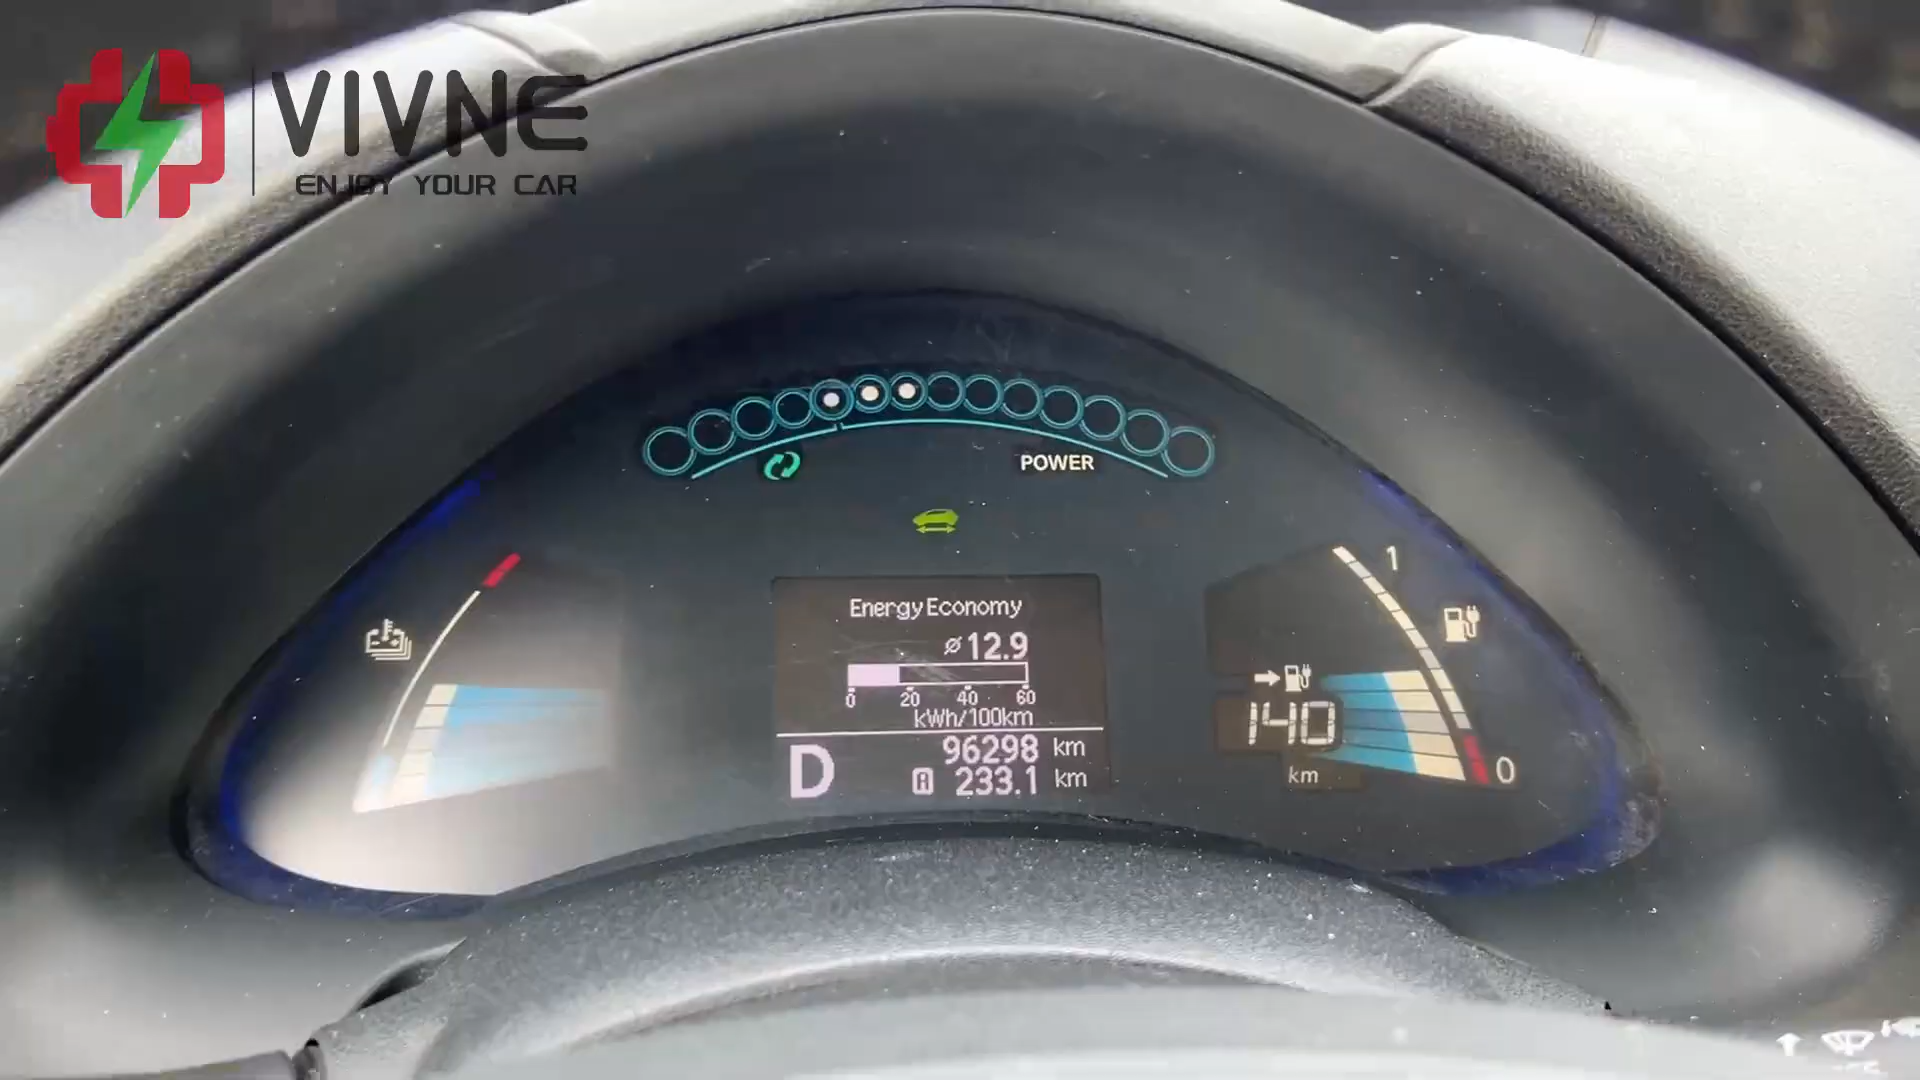 VIVNE
ENJOY YOUR CAR
POWER
Energy Economy
ø12.9
0 20 40 60
kWh/100km
D
96298 km
A 233.1 km
1
140
km
0